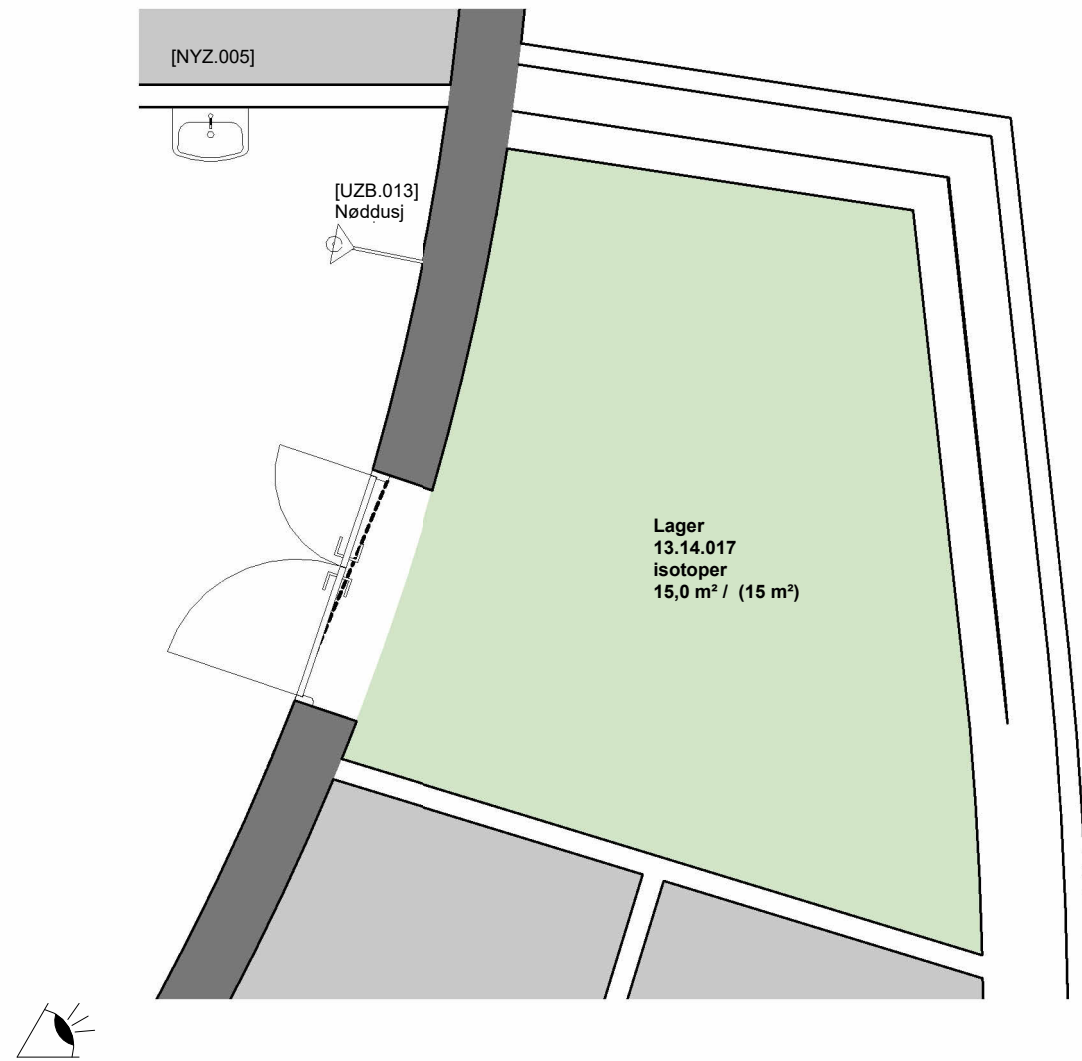 [NYZ.005]
[UZB.013]
Nøddusj
Lager
13.14.017
isotoper
15,0 m² / (15 m²)